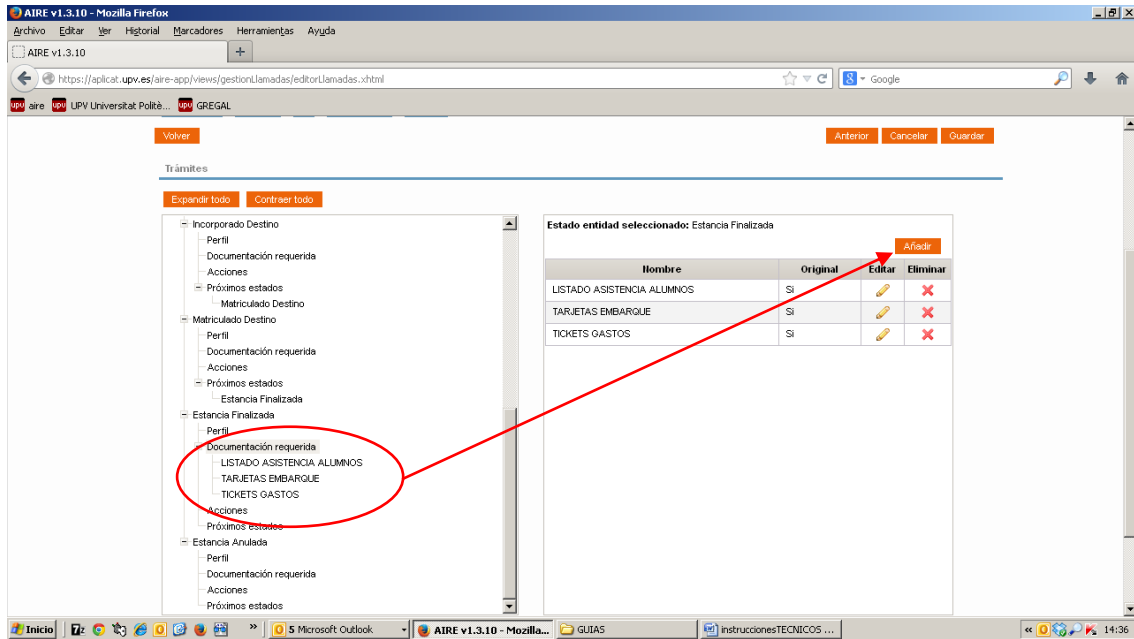 AIRE v1.3.10 - Mozilla Firefox
Archivo Editar Ver Historial Marcadores Herramientas Ayuda
AIRE v1.3.10 +
https://aplicat.upv.es/aire-app/views/gestionLlamadas/editorLlamadas.xhtml Google
upv aire upv UPV Universitat Politè... upv GREGAL
Volver Anterior Cancelar Guardar
Trámites
Expandir todo Contraer todo
Incorporado Destino
Perfil
Documentación requerida
Acciones
Próximos estados
Matriculado Destino
Matriculado Destino
Perfil
Documentación requerida
Acciones
Próximos estados
Estancia Finalizada
Estancia Finalizada
Perfil
Documentación requerida
LISTADO ASISTENCIA ALUMNOS
TARJETAS EMBARQUE
TICKETS GASTOS
Acciones
Próximos estados
Estancia Anulada
Perfil
Documentación requerida
Acciones
Próximos estados
Estado entidad seleccionado: Estancia Finalizada
Añadir
Nombre Original Editar Eliminar
LISTADO ASISTENCIA ALUMNOS Si
TARJETAS EMBARQUE Si
TICKETS GASTOS Si
Inicio » 5 Microsoft Outlook AIRE v1.3.10 - Mozilla... GUIAS instruccionesTECNICOS ... « 14:36